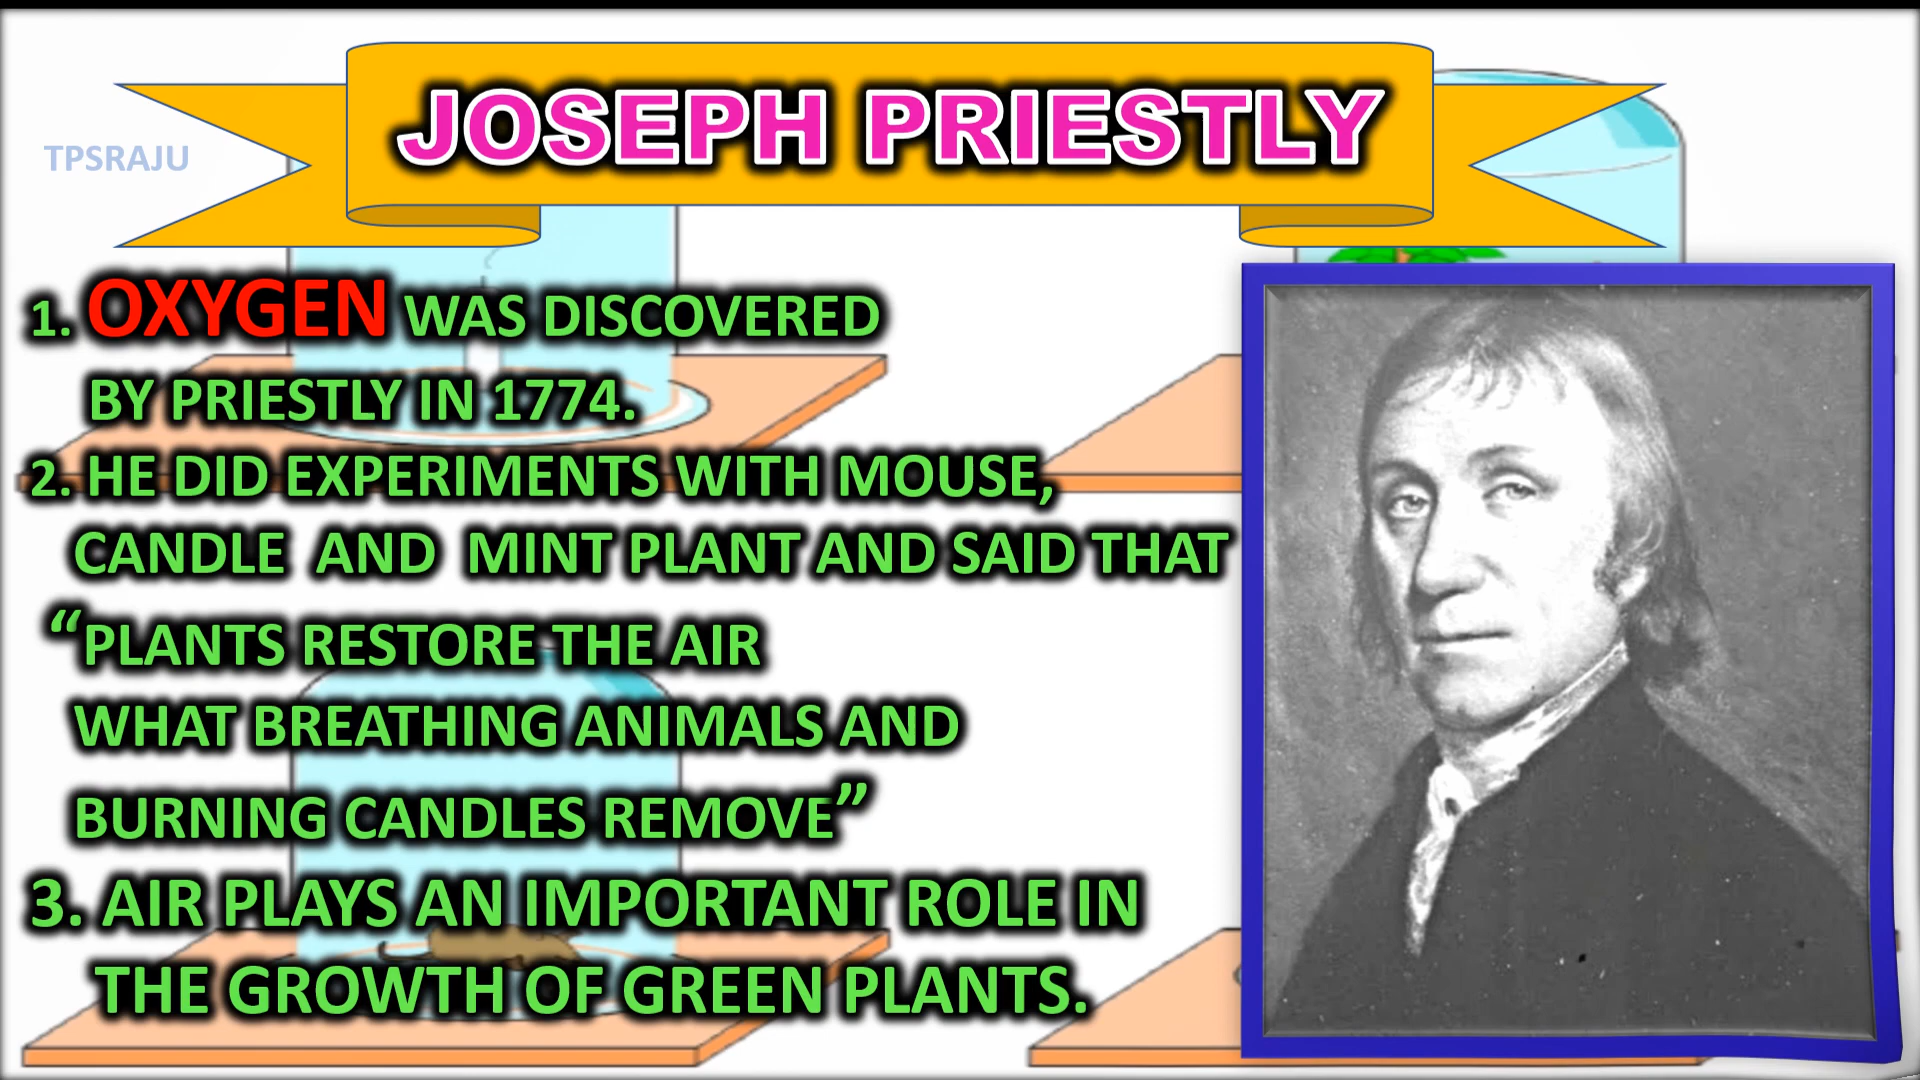 JOSEPH PRIESTLY
TPSRAJU
1. OXYGEN WAS DISCOVERED
BY PRIESTLY IN 1774.
2. HE DID EXPERIMENTS WITH MOUSE,
CANDLE AND MINT PLANT AND SAID THAT
“PLANTS RESTORE THE AIR
WHAT BREATHING ANIMALS AND
BURNING CANDLES REMOVE”
3. AIR PLAYS AN IMPORTANT ROLE IN
THE GROWTH OF GREEN PLANTS.